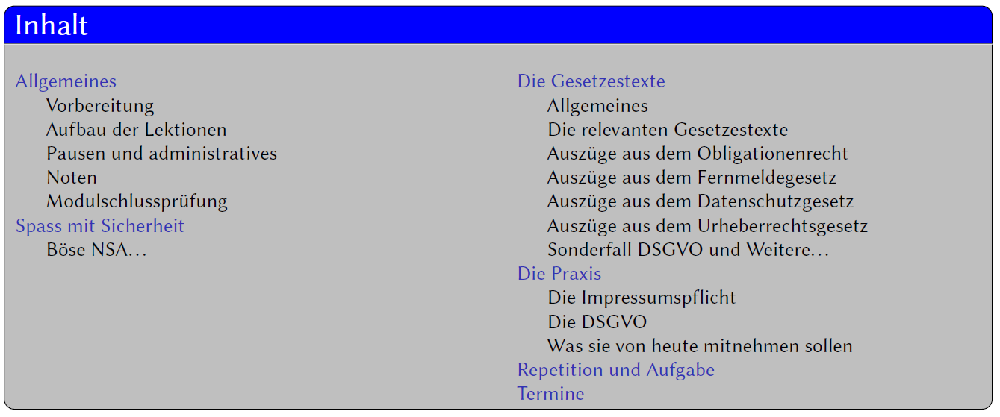 Inhalt
Allgemeines
Vorbereitung
Aufbau der Lektionen
Pausen und administratives
Noten
Modulschlussprüfung
Spass mit Sicherheit
Böse NSA...
Die Gesetzestexte
Allgemeines
Die relevanten Gesetzestexte
Auszüge aus dem Obligationenrecht
Auszüge aus dem Fernmeldegesetz
Auszüge aus dem Datenschutzgesetz
Auszüge aus dem Urheberrechtsgesetz
Sonderfall DSGVO und Weitere...
Die Praxis
Die Impressumspflicht
Die DSGVO
Was sie von heute mitnehmen sollen
Repetition und Aufgabe
Termine